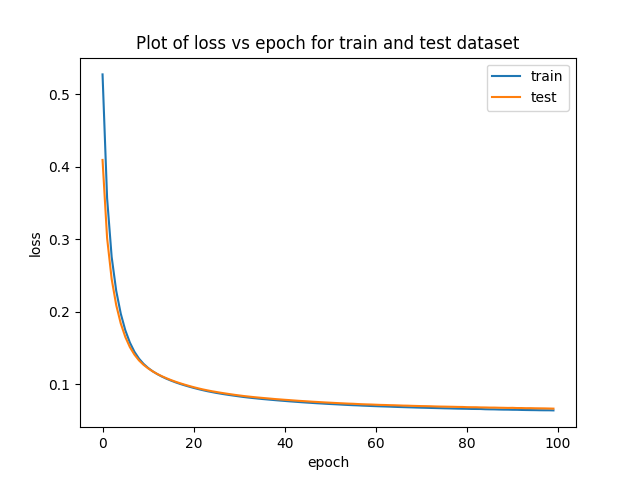 Plot of loss vs epoch for train and test dataset
train
test
0.5
0.4
0.3
0.2
0.1
loss
0 20 40 60 80 100
epoch